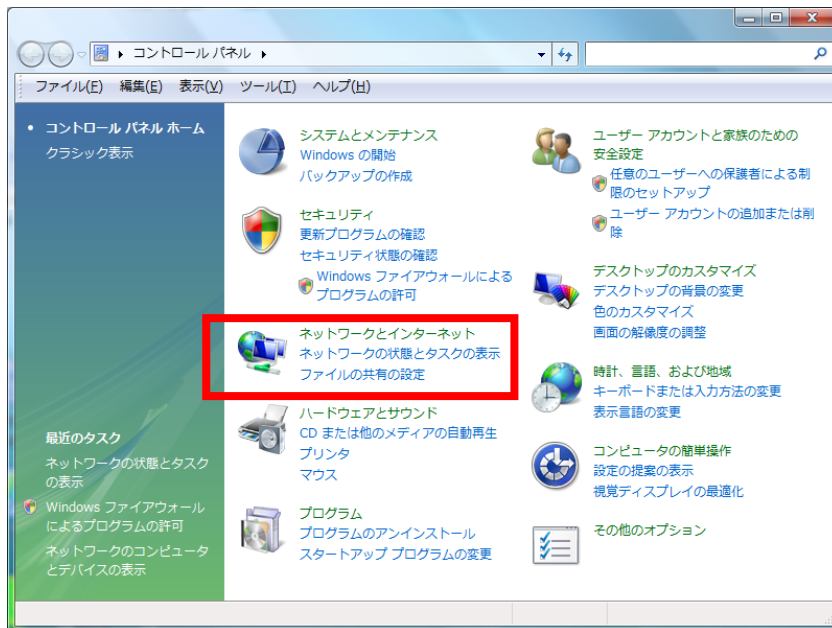 コントロール パネル
ファイル(F) 編集(E) 表示(V) ツール(T) ヘルプ(H)
コントロール パネル ホーム
クラシック表示
最近のタスク
ネットワークの状態とタスク
の表示
Windows ファイアウォール
によるプログラムの許可
ネットワークのコンピュータ
とデバイスの表示
システムとメンテナンス
Windows の開始
バックアップの作成
セキュリティ
更新プログラムの確認
セキュリティ状態の確認
Windows ファイアウォールによる
プログラムの許可
ネットワークとインターネット
ネットワークの状態とタスクの表示
ファイルの共有の設定
ハードウェアとサウンド
CD または他のメディアの自動再生
プリンタ
マウス
プログラム
プログラムのアンインストール
スタートアップ プログラムの変更
ユーザー アカウントと家族のための
安全設定
任意のユーザーへの保護者による制
限のセットアップ
ユーザー アカウントの追加または削
除
デスクトップのカスタマイズ
デスクトップの背景の変更
色のカスタマイズ
画面の解像度の調整
時計、言語、および地域
キーボードまたは入力方法の変更
表示言語の変更
コンピュータの簡単操作
設定の提案の表示
視覚ディスプレイの最適化
その他のオプション